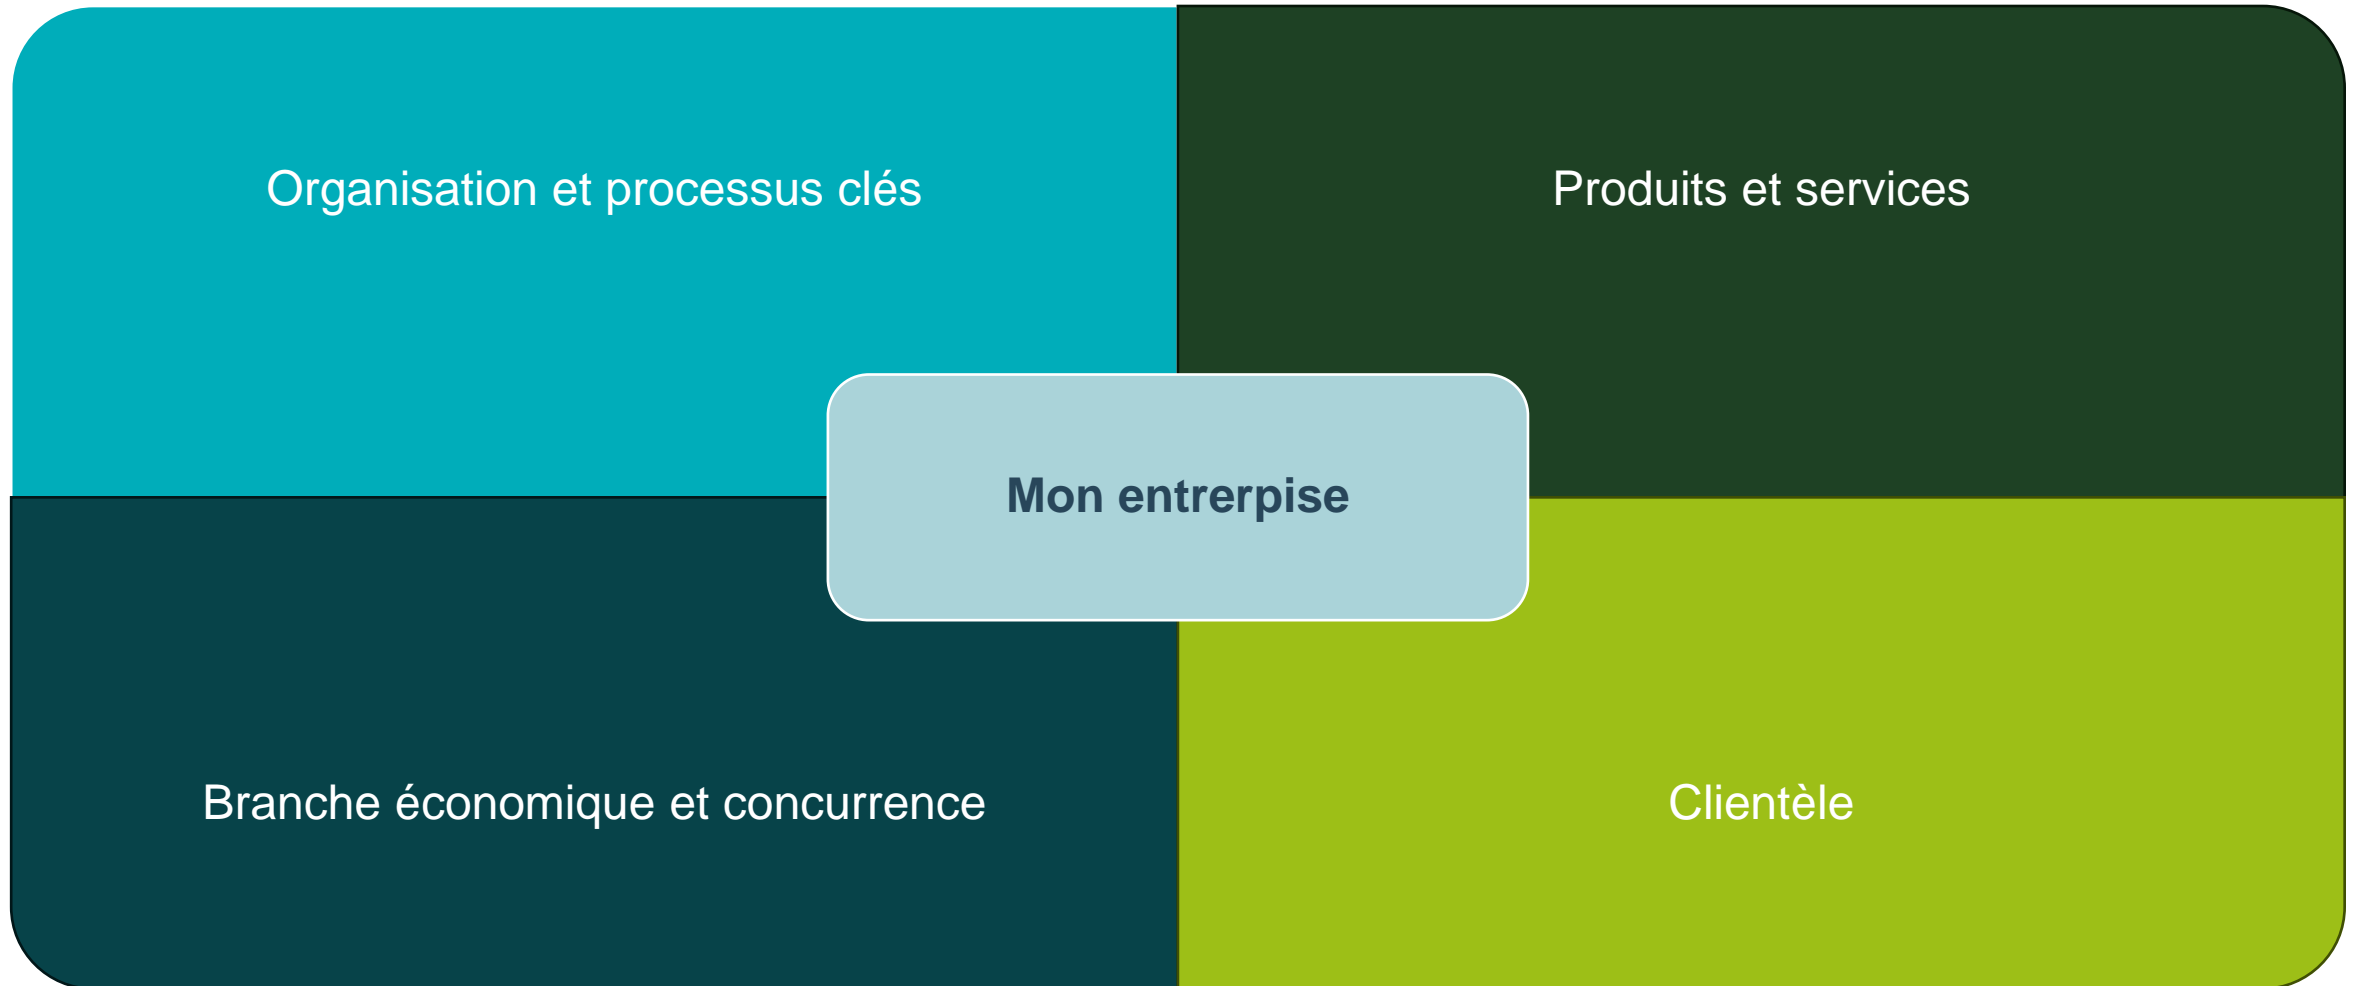 Organisation et processus clés
Produits et services
Mon entrerpise
Branche économique et concurrence
Clientèle